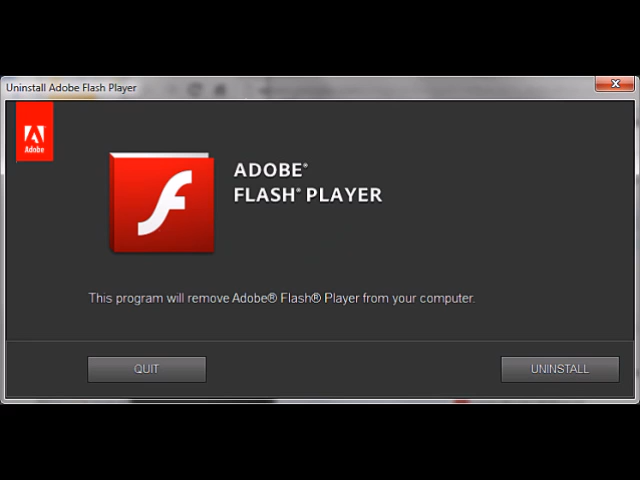 Uninstall Adobe Flash Player
Adobe
ADOBE®
FLASH® PLAYER
This program will remove Adobe® Flash® Player from your computer.
QUIT
UNINSTALL